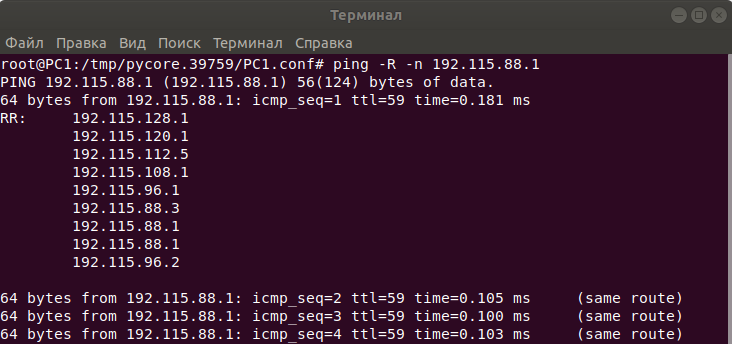 Терминал
Файл Правка Вид Поиск Терминал Справка
root@PC1:/tmp/pycore.39759/PC1.conf# ping -R -n 192.115.88.1
PING 192.115.88.1 (192.115.88.1) 56(124) bytes of data.
64 bytes from 192.115.88.1: icmp_seq=1 ttl=59 time=0.181 ms
RR:     192.115.128.1
        192.115.120.1
        192.115.112.5
        192.115.108.1
        192.115.96.1
        192.115.88.3
        192.115.88.1
        192.115.88.1
        192.115.96.2
64 bytes from 192.115.88.1: icmp_seq=2 ttl=59 time=0.105 ms     (same route)
64 bytes from 192.115.88.1: icmp_seq=3 ttl=59 time=0.100 ms     (same route)
64 bytes from 192.115.88.1: icmp_seq=4 ttl=59 time=0.103 ms     (same route)